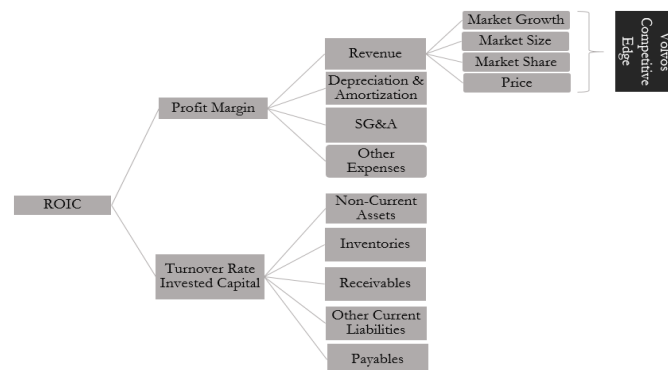 Market Growth
Market Size
Market Share
Price
Volvos
Competitive
Edge
Revenue
Depreciation &
Amortization
SG&A
Other
Expenses
Profit Margin
ROIC
Turnover Rate
Invested Capital
Non-Current
Assets
Inventories
Receivables
Other Current
Liabilities
Payables